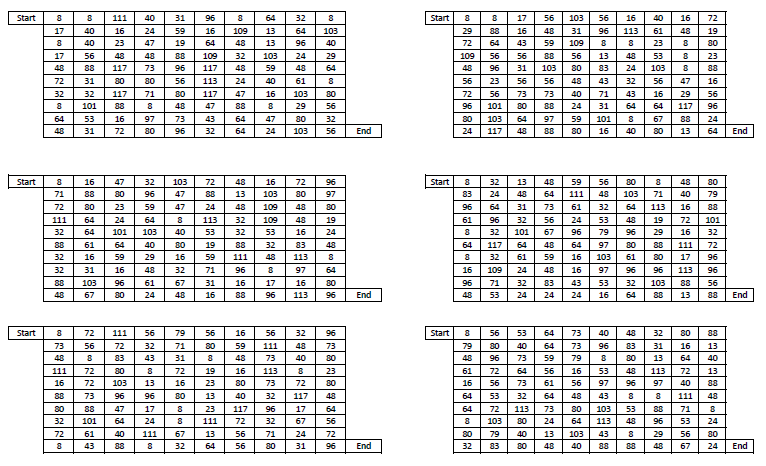 Start 8 8 111 40 31 96 8 64 32 8
17 40 16 24 59 16 109 13 64 103
8 40 23 47 19 64 48 13 96 40
17 56 48 48 88 109 32 103 24 29
48 88 117 73 96 117 48 59 48 64
72 31 80 80 56 113 24 40 61 8
32 32 117 71 80 117 47 16 103 80
8 101 88 8 48 47 88 8 29 56
64 53 16 97 73 43 64 47 80 32
48 31 72 80 96 32 64 24 103 56 End
Start 8 8 17 56 103 56 16 40 16 72
29 88 16 48 31 96 113 61 48 19
72 64 43 59 109 8 8 23 8 80
109 56 56 88 56 13 48 53 8 23
48 96 31 103 80 83 24 103 8 88
56 23 56 56 48 43 32 56 47 16
72 56 73 73 40 71 43 16 29 56
96 101 80 88 24 31 64 64 117 96
80 103 64 97 59 101 8 67 88 24
24 117 48 88 80 16 40 80 13 64 End
Start 8 16 47 32 103 72 48 16 72 96
71 88 80 96 47 88 13 103 80 97
72 80 23 59 47 24 48 109 48 80
111 64 24 64 8 113 32 109 48 19
32 64 101 103 40 53 32 53 16 24
88 61 64 40 80 19 88 32 83 48
32 16 59 29 16 59 111 48 113 8
32 31 16 48 32 71 96 8 97 64
88 103 96 61 67 31 16 17 16 80
48 67 80 24 48 16 88 96 113 96 End
Start 8 32 13 48 59 56 80 8 48 80
83 24 48 64 111 48 103 71 40 79
96 64 31 73 61 32 64 113 16 88
61 96 32 56 24 53 48 19 72 101
8 32 101 67 96 79 96 29 16 32
64 117 64 48 64 97 80 88 111 72
8 32 61 59 16 103 61 80 17 96
16 109 24 48 16 97 96 96 113 96
96 71 32 83 43 53 32 103 88 56
48 53 24 24 24 16 64 88 13 88 End
Start 8 72 111 56 79 56 16 56 32 96
73 56 72 32 71 80 59 111 48 73
48 8 83 43 31 8 48 73 40 80
111 72 80 8 72 19 16 113 8 23
16 72 103 13 16 23 80 73 72 80
88 73 96 96 80 13 40 32 117 48
80 88 47 17 8 23 117 96 17 64
32 101 64 24 8 111 72 32 67 56
72 61 40 111 67 13 56 71 24 72
8 43 88 8 32 64 56 80 31 96 End
Start 8 56 53 64 73 40 48 32 80 88
79 80 40 64 73 96 83 31 16 13
48 96 73 59 79 8 80 13 64 40
61 72 64 56 16 53 48 113 72 13
16 56 73 61 56 97 96 97 40 88
64 53 32 64 48 43 8 8 111 48
64 72 113 73 80 103 53 88 71 8
8 103 80 24 64 113 48 96 53 24
80 79 40 13 103 43 8 29 56 80
32 83 80 48 40 88 88 48 67 24 End